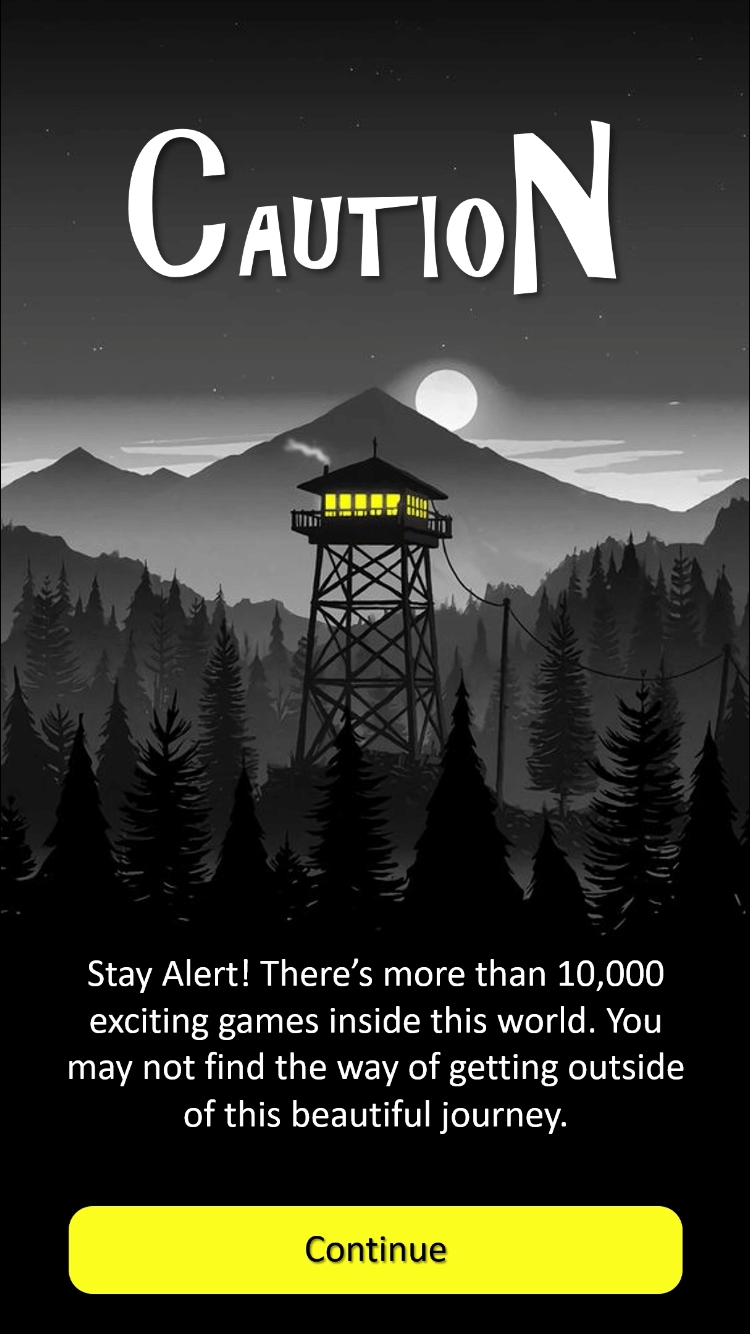 CAUTION
Stay Alert! There’s more than 10,000
exciting games inside this world. You
may not find the way of getting outside
of this beautiful journey.
Continue